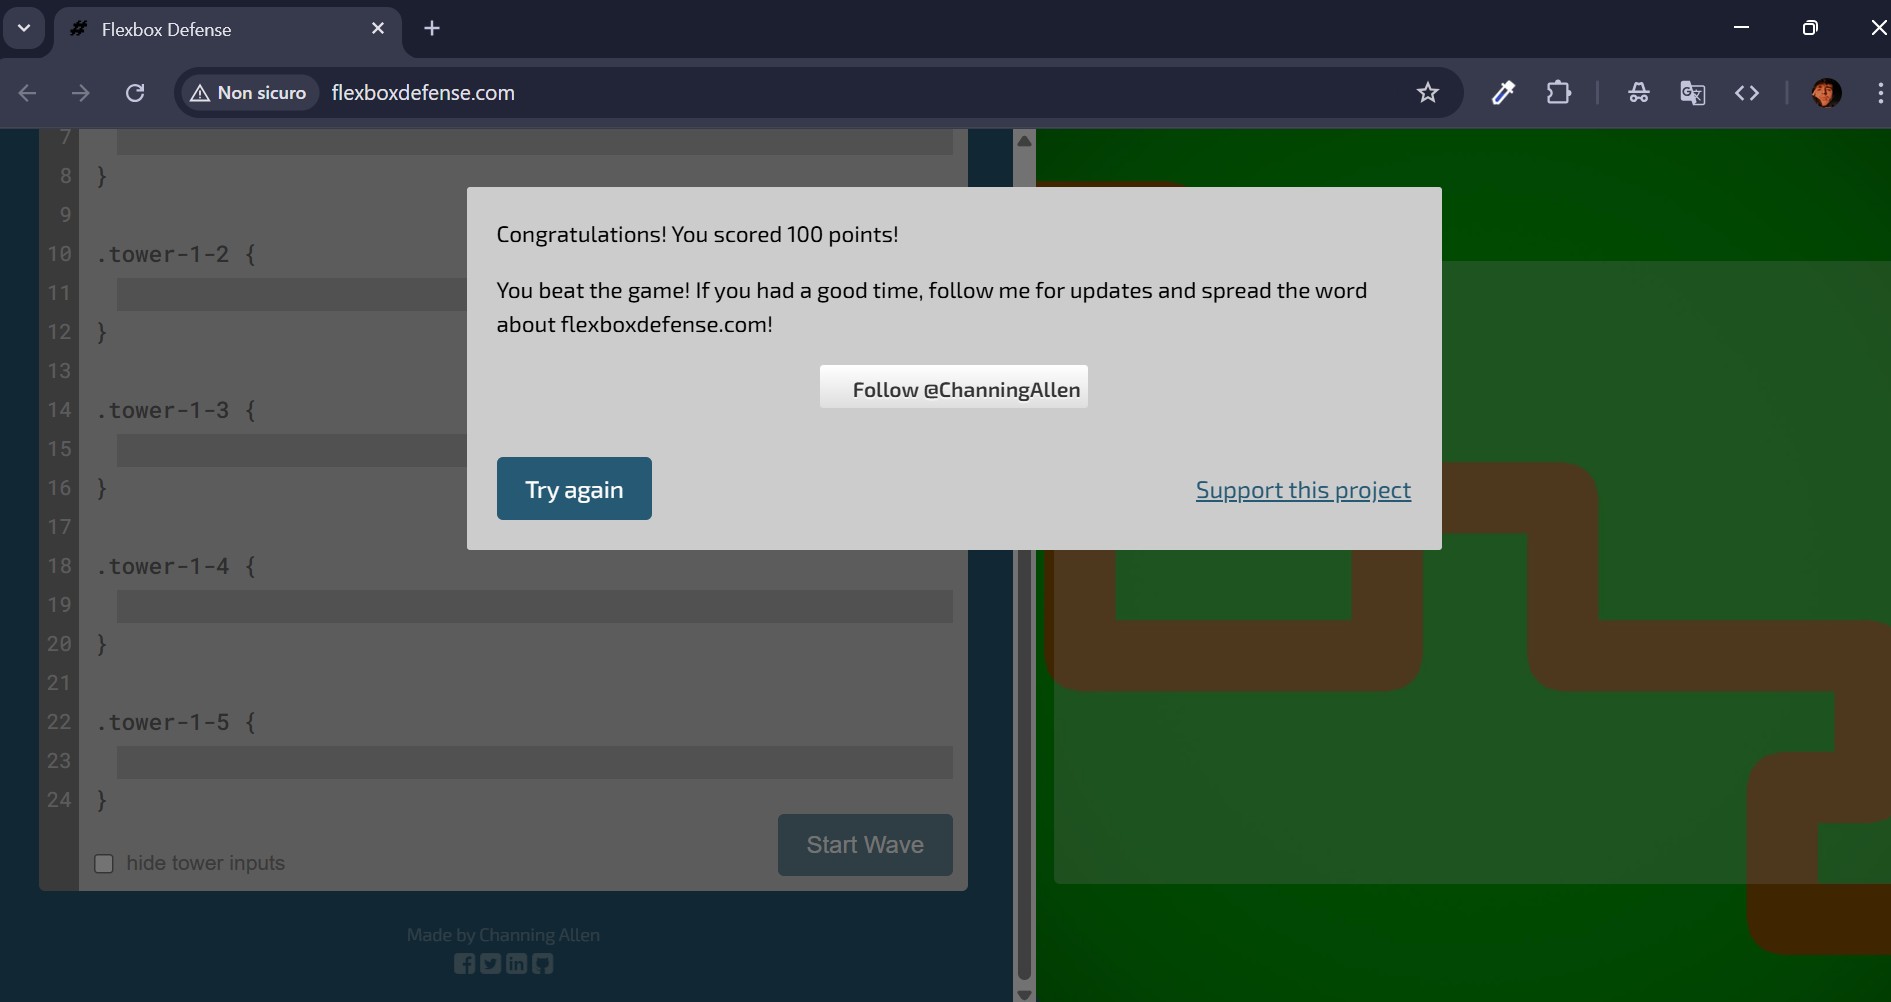 Flexbox Defense
Non sicuro
flexboxdefense.com
7
8 }
9
10 .tower-1-2 {
11
12 }
13
14 .tower-1-3 {
15
16 }
17
18 .tower-1-4 {
19
20 }
21
22 .tower-1-5 {
23
24 }
hide tower inputs
Start Wave
Made by Channing Allen
Congratulations! You scored 100 points!
You beat the game! If you had a good time, follow me for updates and spread the word
about flexboxdefense.com!
Follow @ChanningAllen
Try again
Support this project